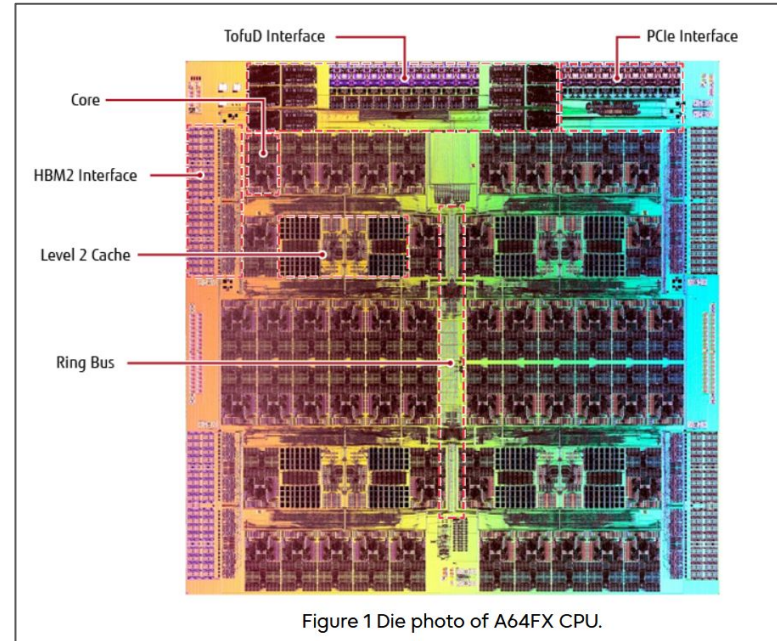 TofuD Interface
PCIe Interface
Core
HBM2 Interface
Level 2 Cache
Ring Bus
Figure 1 Die photo of A64FX CPU.